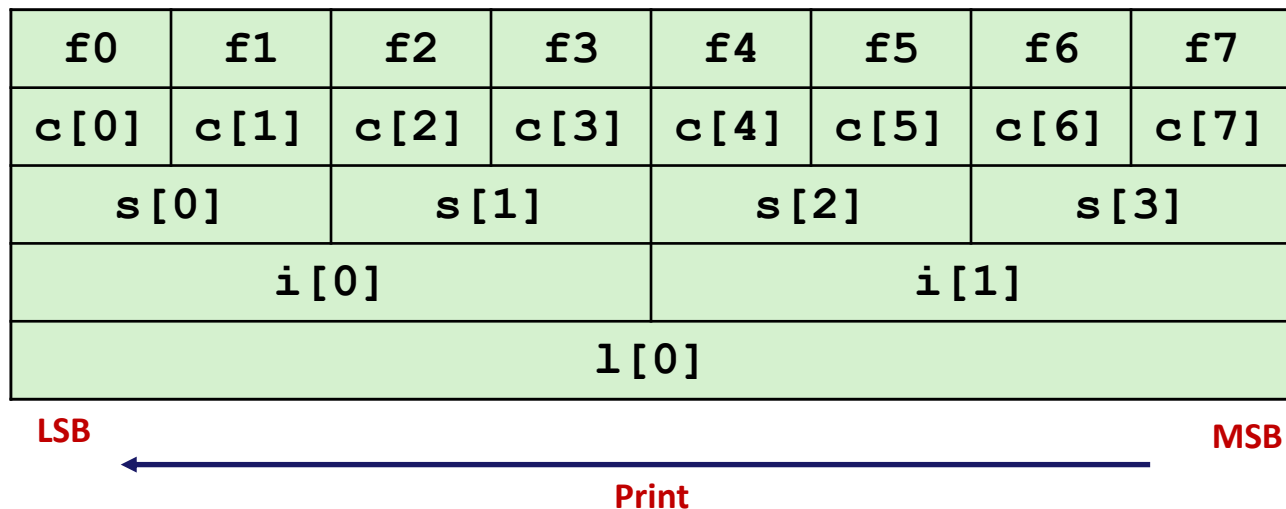 f0 f1 f2 f3 f4 f5 f6 f7
c[0] c[1] c[2] c[3] c[4] c[5] c[6] c[7]
s[0] s[1] s[2] s[3]
i[0] i[1]
l[0]
LSB MSB
Print